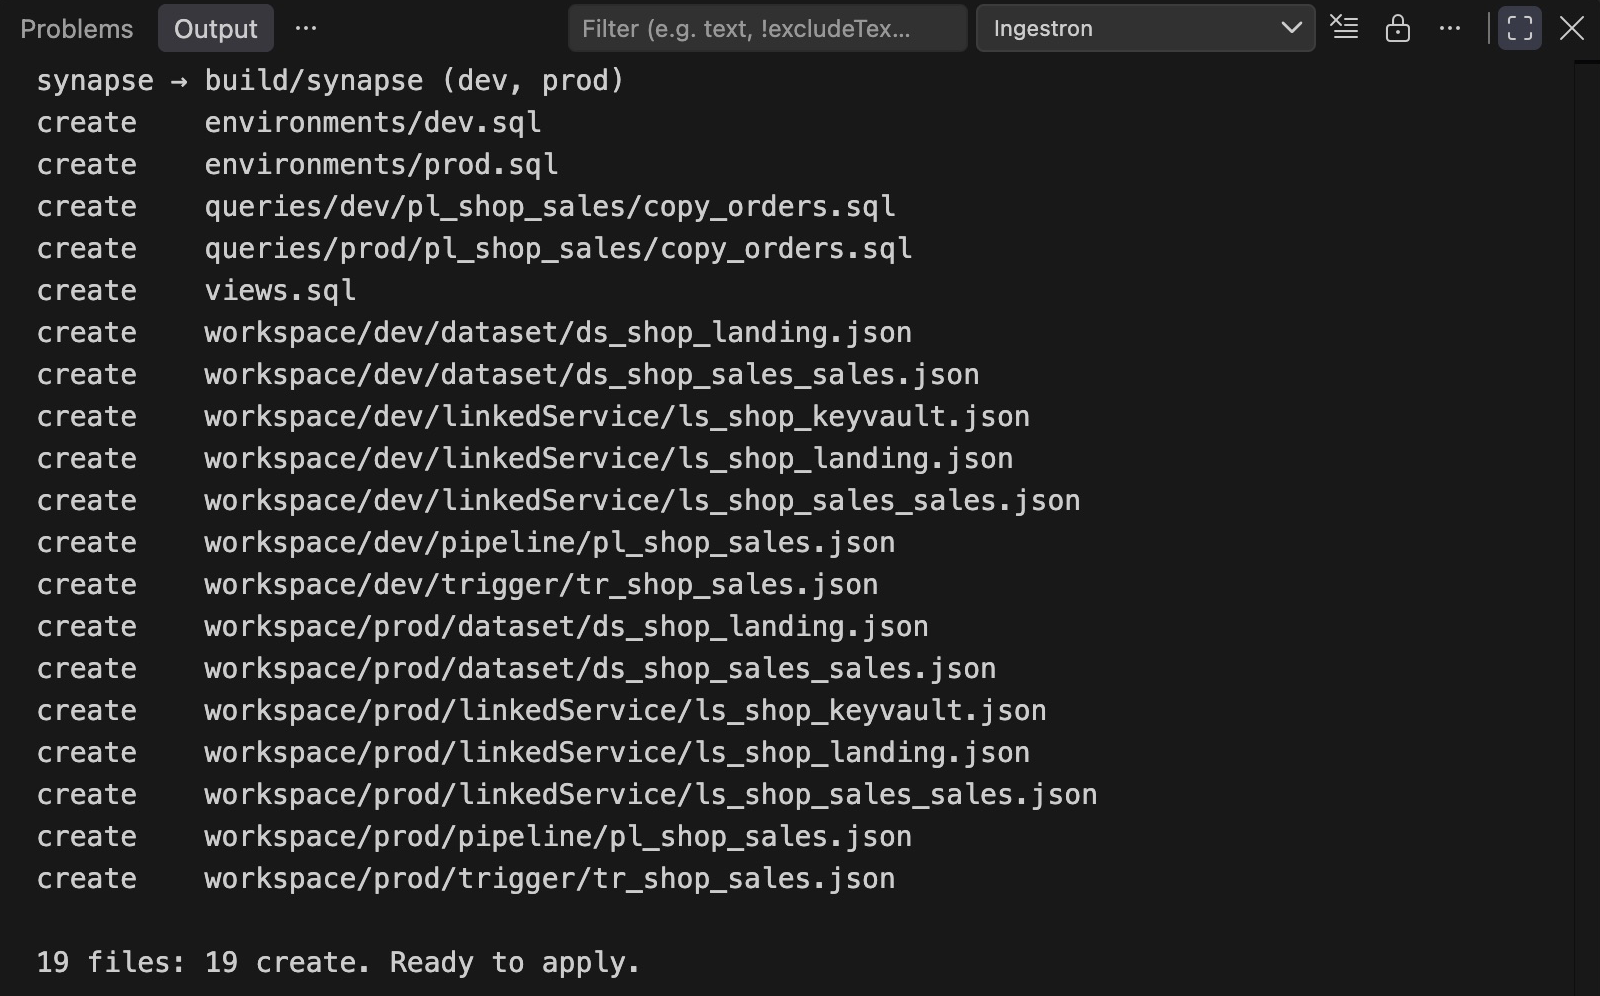 Problems Output ··· Filter (e.g. text, !excludeTex... Ingestron ···
synapse → build/synapse (dev, prod)
create environments/dev.sql
create environments/prod.sql
create queries/dev/pl_shop_sales/copy_orders.sql
create queries/prod/pl_shop_sales/copy_orders.sql
create views.sql
create workspace/dev/dataset/ds_shop_landing.json
create workspace/dev/dataset/ds_shop_sales_sales.json
create workspace/dev/linkedService/ls_shop_keyvault.json
create workspace/dev/linkedService/ls_shop_landing.json
create workspace/dev/linkedService/ls_shop_sales_sales.json
create workspace/dev/pipeline/pl_shop_sales.json
create workspace/dev/trigger/tr_shop_sales.json
create workspace/prod/dataset/ds_shop_landing.json
create workspace/prod/dataset/ds_shop_sales_sales.json
create workspace/prod/linkedService/ls_shop_keyvault.json
create workspace/prod/linkedService/ls_shop_landing.json
create workspace/prod/linkedService/ls_shop_sales_sales.json
create workspace/prod/pipeline/pl_shop_sales.json
create workspace/prod/trigger/tr_shop_sales.json
19 files: 19 create. Ready to apply.